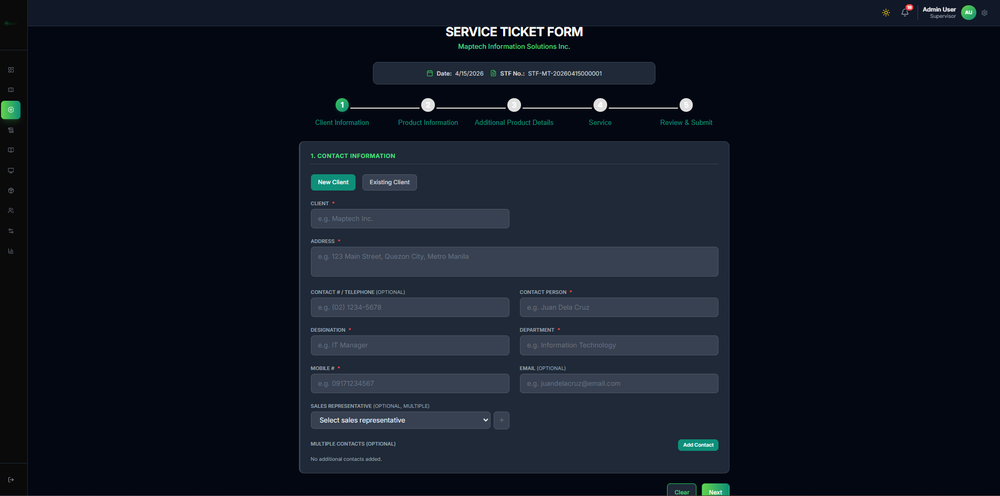 18
Admin User
Supervisor
AU
SERVICE TICKET FORM
Maptech Information Solutions Inc.
Date: 4/15/2026 STF No.: STF-MT-20260415000001
1 2 3 4 5
Client Information Product Information Additional Product Details Service Review & Submit
1. CONTACT INFORMATION
New Client Existing Client
CLIENT *
e.g. Maptech Inc.
ADDRESS *
e.g. 123 Main Street, Quezon City, Metro Manila
CONTACT # / TELEPHONE (OPTIONAL) CONTACT PERSON *
e.g. (02) 1234-5678 e.g. Juan Dela Cruz
DESIGNATION * DEPARTMENT *
e.g. IT Manager e.g. Information Technology
MOBILE # * EMAIL (OPTIONAL)
e.g. 09171234567 e.g. juandelacruz@email.com
SALES REPRESENTATIVE (OPTIONAL, MULTIPLE)
Select sales representative +
MULTIPLE CONTACTS (OPTIONAL) Add Contact
No additional contacts added.
Clear Next